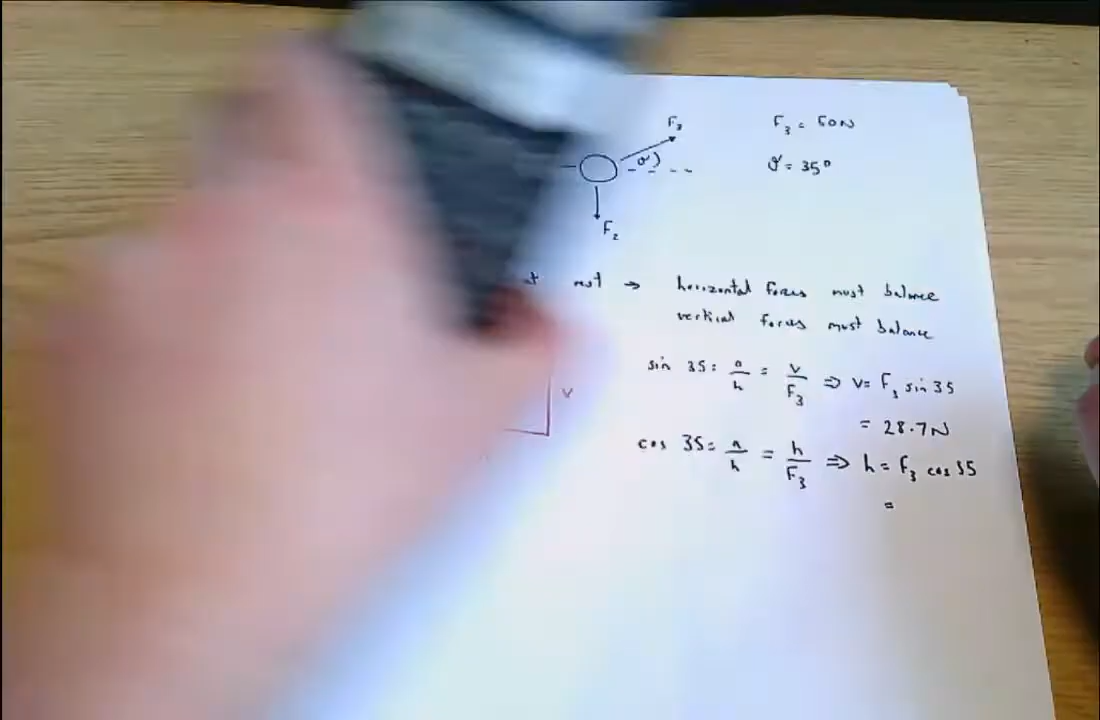 F₃
F₃ = 50N
θ
θ = 35°
F₂
rest → horizontal forces must balance
vertical forces must balance
v
sin 35 = o/h = v/F₃ ⇒ v = F₃ sin 35
= 28.7N
cos 35 = a/h = h/F₃ ⇒ h = F₃ cos 35
=